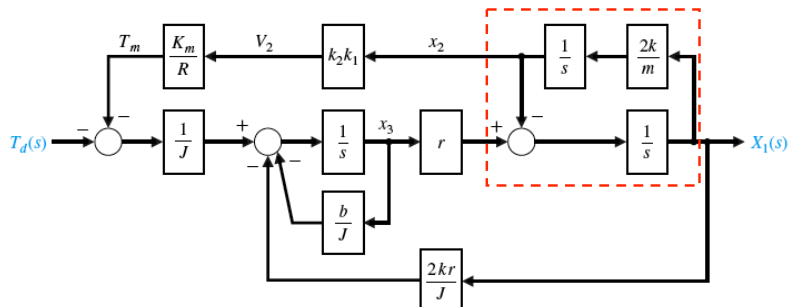 T_m
K_m
R
V_2
k_2k_1
x_2
1
s
2k
m
−
−
−
T_d(s)
1
J
+
−
−
1
s
x_3
r
+
1
s
X_1(s)
b
J
2kr
J